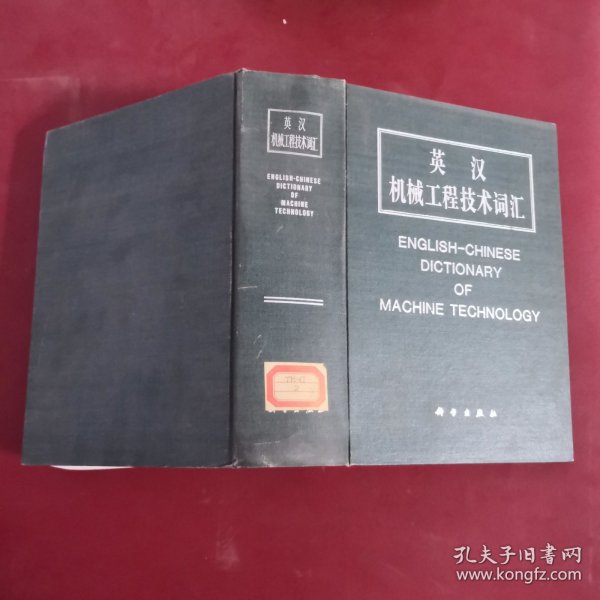 英汉
机械工程技术词汇
ENGLISH-CHINESE
DICTIONARY
OF
MACHINE
TECHNOLOGY
2
英汉
机械工程技术词汇
ENGLISH-CHINESE
DICTIONARY
OF
MACHINE TECHNOLOGY
科学出版社
孔夫子旧书网
www.kongfz.com